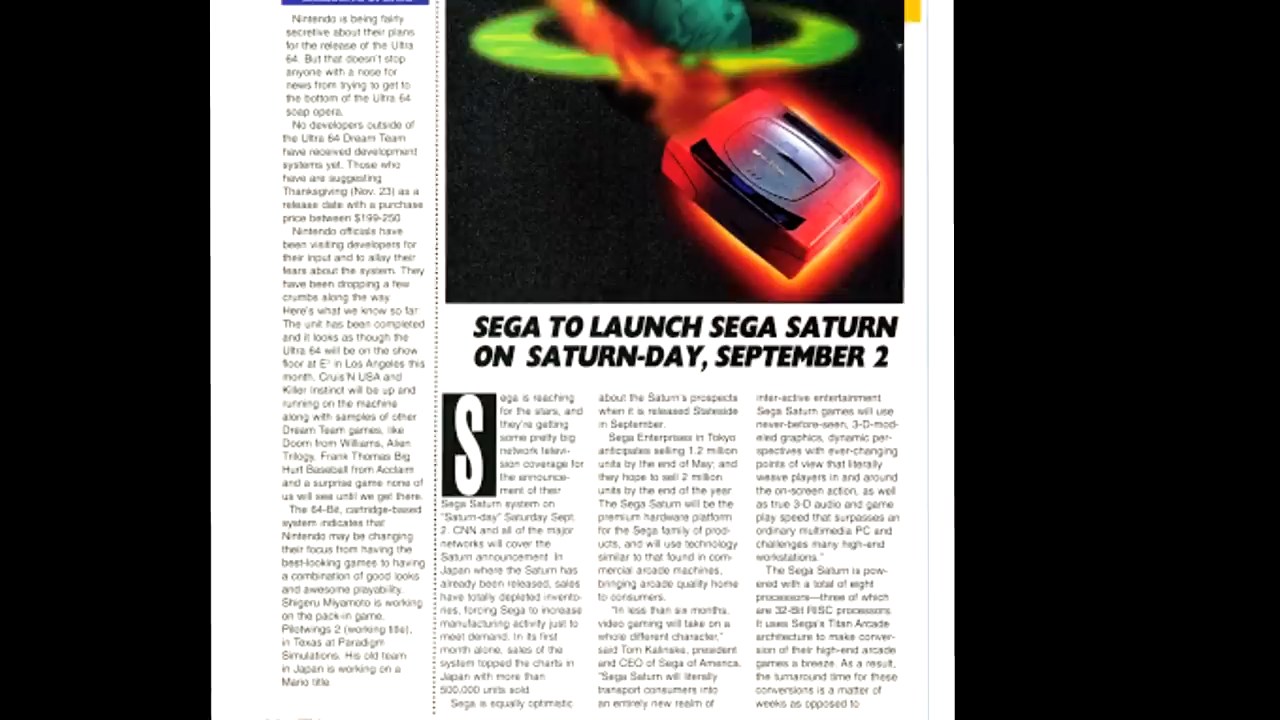 Nintendo is being fairly
secretive about their plans
for the release of the Ultra
64. But that doesn't stop
anyone with a nose for
news from trying to get to
the bottom of the Ultra 64
soap opera.
No developers outside of
the Ultra 64 Dream Team
have received development
systems yet. Those who
have are suggesting
Thanksgiving (Nov. 23) as a
release date with a purchase
price between $199-250.
Nintendo officials have
been visiting developers for
their input and to allay their
fears about the system. They
have been dropping a few
crumbs along the way.
Here's what we know so far:
The unit has been completed
and it looks as though the
Ultra 64 will be on the show
floor at E³ in Los Angeles this
month. Cruis'N USA and
Killer Instinct will be up and
running on the machine
along with samples of other
Dream Team games, like
Doom from Williams, Alien
Trilogy, Frank Thomas Big
Hurt Baseball from Acclaim
and a surprise game none of
us will see until we get there.
The 64-Bit, cartridge-based
system indicates that
Nintendo may be changing
their focus from having the
best-looking games to having
a combination of good looks
and awesome playability.
Shigeru Miyamoto is working
on the pack-in game,
Pilotwings 2 (working title),
in Texas at Paradigm
Simulations. His old team
in Japan is working on a
Mario title.
SEGA TO LAUNCH SEGA SATURN
ON SATURN-DAY, SEPTEMBER 2
Sega is reaching
for the stars, and
they're getting
some pretty big
network televi-
sion coverage for
the announce-
ment of their
Sega Saturn system on
"Saturn-day" Saturday Sept.
2. CNN and all of the major
networks will cover the
Saturn announcement. In
Japan where the Saturn has
already been released, sales
have totally depleted invento-
ries, forcing Sega to increase
manufacturing activity just to
meet demand. In its first
month alone, sales of the
system topped the charts in
Japan with more than
500,000 units sold.
Sega is equally optimistic
about the Saturn's prospects
when it is released Stateside
in September.
Sega Enterprises in Tokyo
anticipates selling 1.2 million
units by the end of May; and
they hope to sell 2 million
units by the end of the year.
The Sega Saturn will be the
premium hardware platform
for the Sega family of prod-
ucts, and will use technology
similar to that found in com-
mercial arcade machines,
bringing arcade quality home
to consumers.
"In less than six months,
video gaming will take on a
whole different character,"
said Tom Kalinske, president
and CEO of Sega of America.
"Sega Saturn will literally
transport consumers into
an entirely new realm of
inter-active entertainment.
Sega Saturn games will use
never-before-seen, 3-D-mod-
eled graphics, dynamic per-
spectives with ever-changing
points of view that literally
weave players in and around
the on-screen action, as well
as true 3-D audio and game
play speed that surpasses an
ordinary multimedia PC and
challenges many high-end
workstations."
The Sega Saturn is pow-
ered with a total of eight
processors—three of which
are 32-Bit RISC processors.
It uses Sega's Titan Arcade
architecture to make conver-
sion of their high-end arcade
games a breeze. As a result,
the turnaround time for these
conversions is a matter of
weeks as opposed to